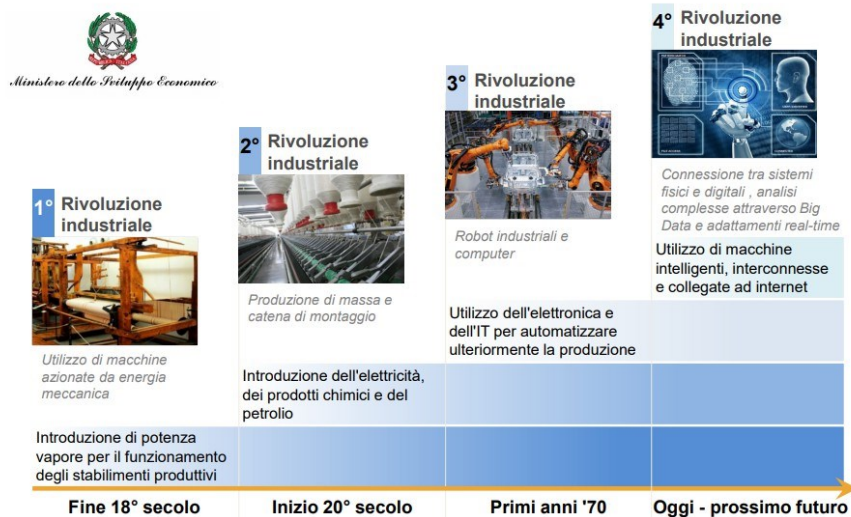 Ministero dello Sviluppo Economico
1° Rivoluzione
industriale
Utilizzo di macchine
azionate da energia
meccanica
Introduzione di potenza
vapore per il funzionamento
degli stabilimenti produttivi
Fine 18° secolo
2° Rivoluzione
industriale
Produzione di massa e
catena di montaggio
Introduzione dell'elettricità,
dei prodotti chimici e del
petrolio
Inizio 20° secolo
3° Rivoluzione
industriale
Robot industriali e
computer
Utilizzo dell'elettronica e
dell'IT per automatizzare
ulteriormente la produzione
Primi anni '70
4° Rivoluzione
industriale
Connessione tra sistemi
fisici e digitali , analisi
complesse attraverso Big
Data e adattamenti real-time
Utilizzo di macchine
intelligenti, interconnesse
e collegate ad internet
Oggi - prossimo futuro